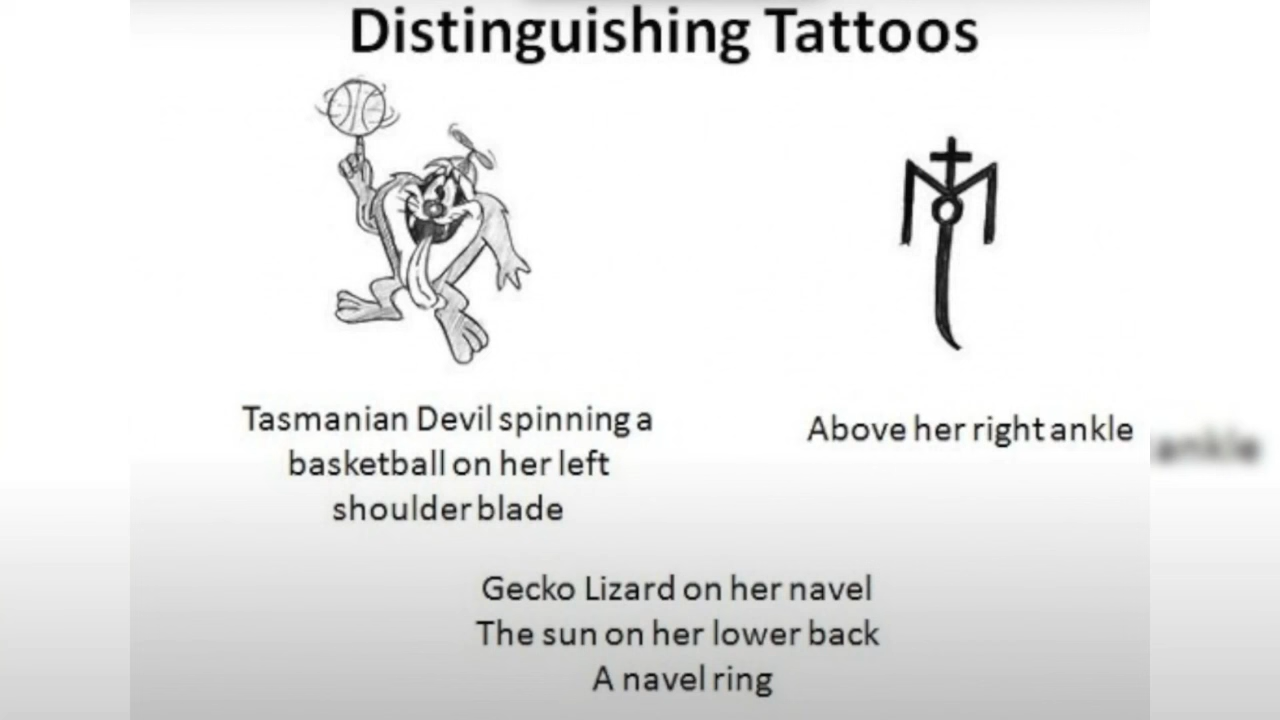 Distinguishing Tattoos
Tasmanian Devil spinning a
basketball on her left
shoulder blade
Above her right ankle
ankle
Gecko Lizard on her navel
The sun on her lower back
A navel ring